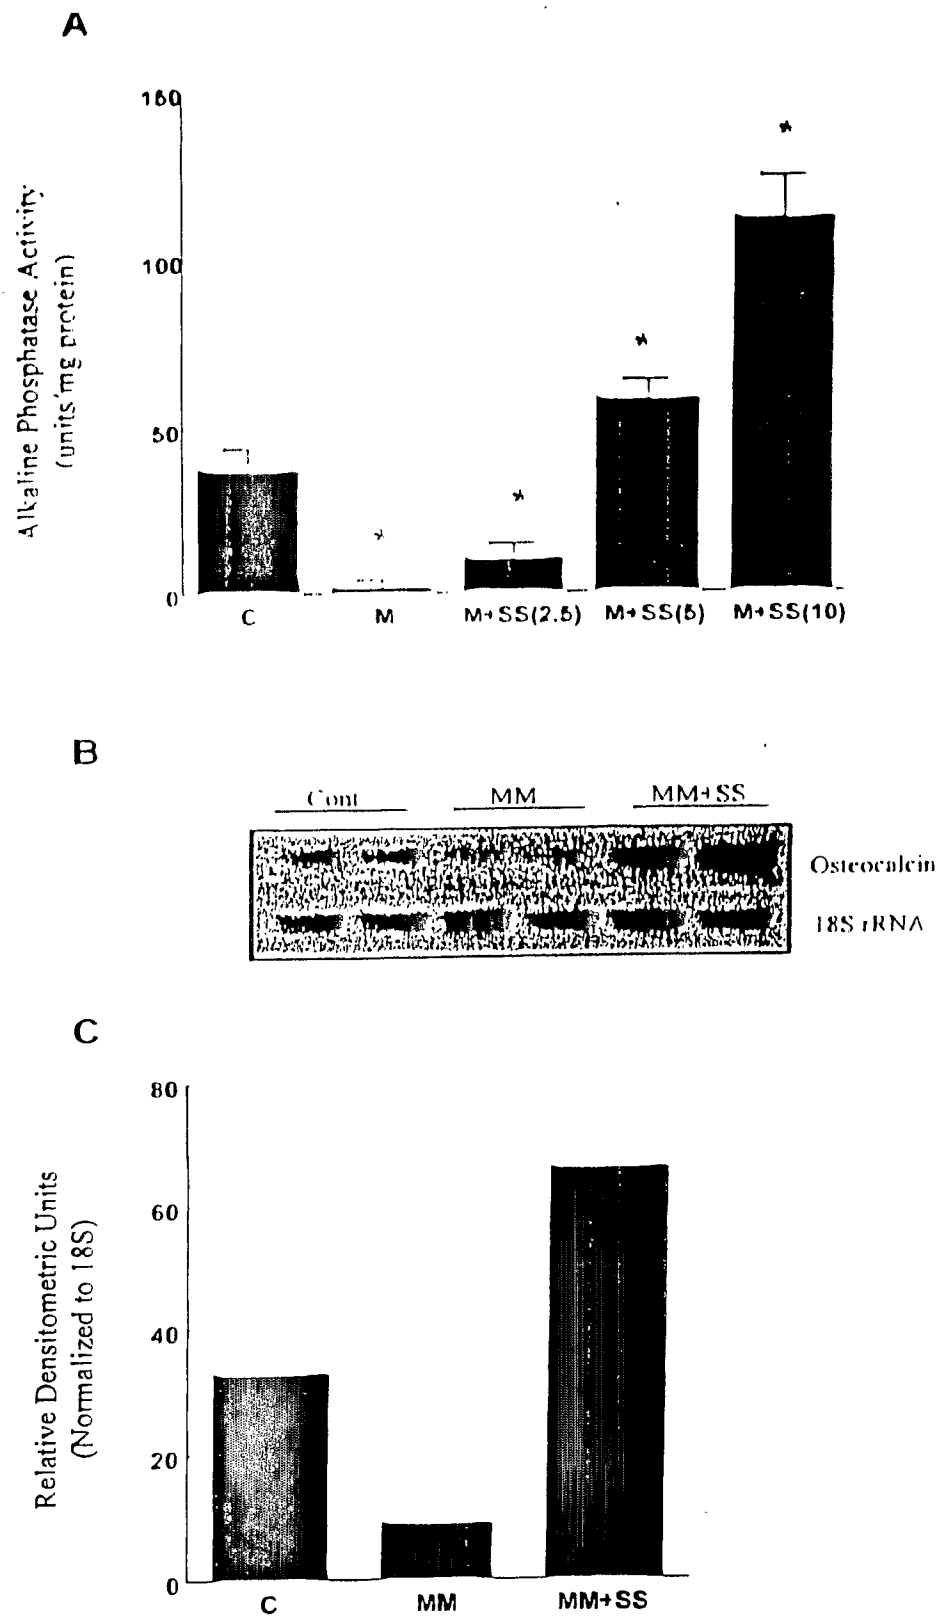 A
150
100
50
0
Alkaline Phosphatase Activity
(units/mg protein)
*
*
*
*
C
M
M+SS(2.5)
M+SS(5)
M+SS(10)
B
Cont
MM
MM+SS
Osteocalcin
18S rRNA
C
80
60
40
20
0
Relative Densitometric Units
(Normalized to 18S)
C
MM
MM+SS